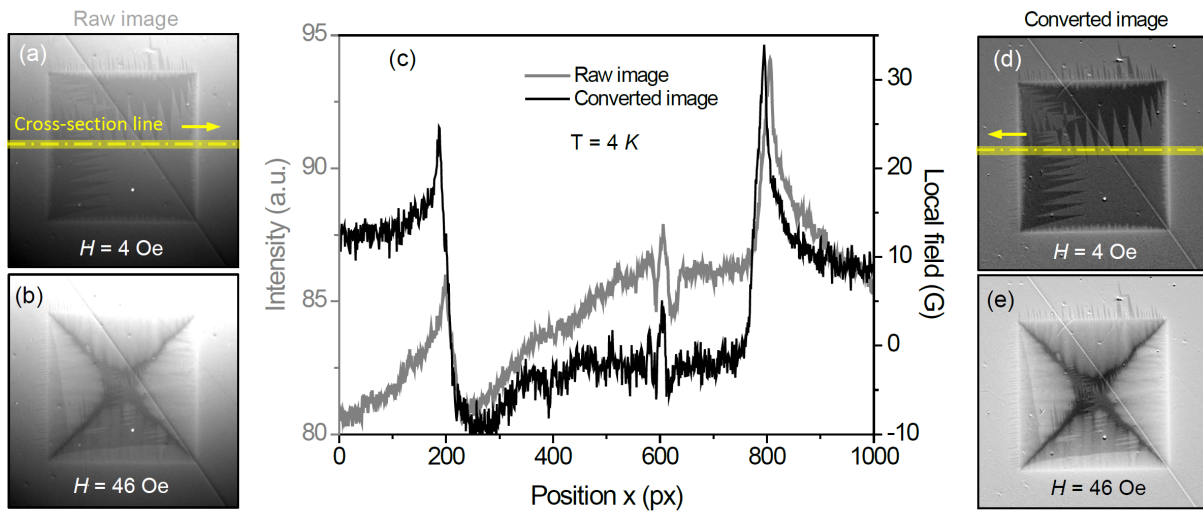 Raw image
(a)
Cross-section line
H = 4 Oe
(b)
H = 46 Oe
95
90
85
80
Intensity (a.u.)
(c)
Raw image
Converted image
T = 4 K
30
20
10
0
-10
Local field (G)
0 200 400 600 800 1000
Position x (px)
Converted image
(d)
H = 4 Oe
(e)
H = 46 Oe